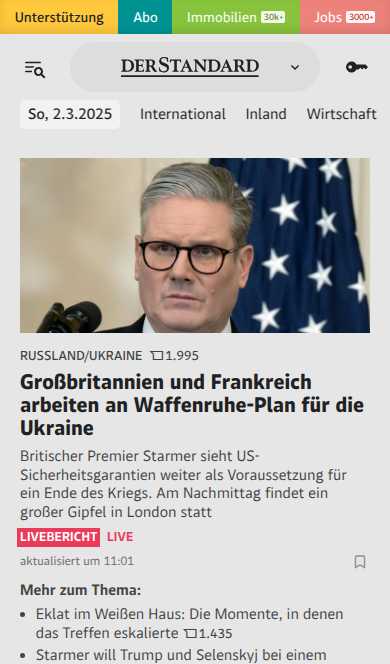 Unterstützung Abo Immobilien 30k+ Jobs 3000+
DERSTANDARD
So, 2.3.2025 International Inland Wirtschaft
RUSSLAND/UKRAINE 1.995
Großbritannien und Frankreich
arbeiten an Waffenruhe-Plan für die
Ukraine
Britischer Premier Starmer sieht US-
Sicherheitsgarantien weiter als Voraussetzung für
ein Ende des Kriegs. Am Nachmittag findet ein
großer Gipfel in London statt
LIVEBERICHT LIVE
aktualisiert um 11:01
Mehr zum Thema:
• Eklat im Weißen Haus: Die Momente, in denen
das Treffen eskalierte 1.435
• Starmer will Trump und Selenskyj bei einem